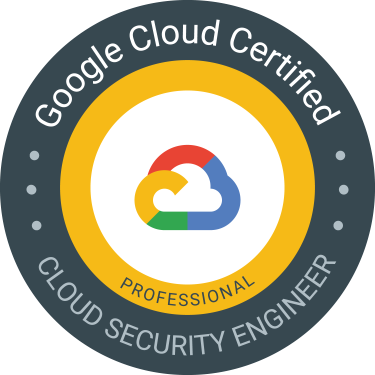 Google Cloud Certified
PROFESSIONAL
CLOUD SECURITY ENGINEER